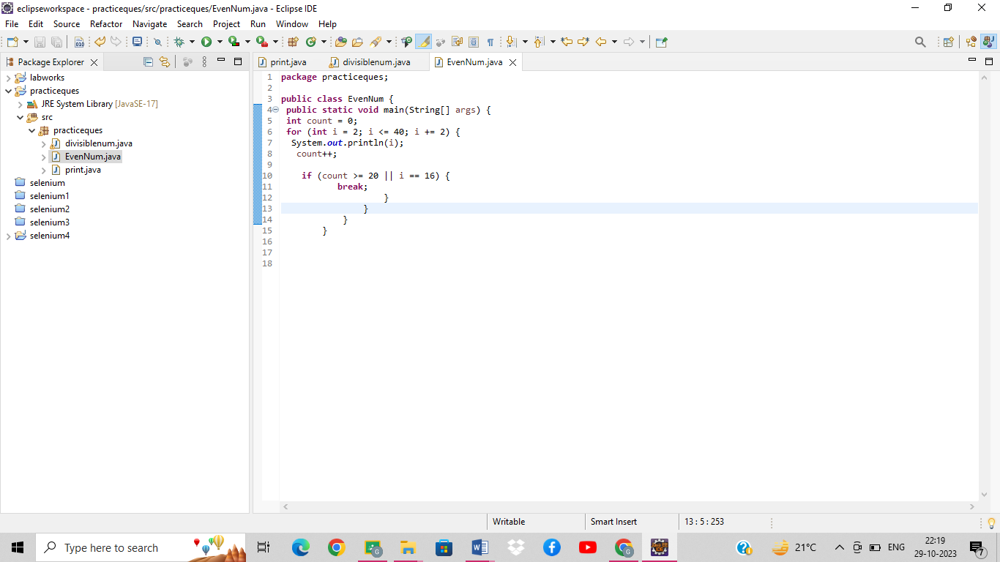 eclipseworkspace - practiceques/src/practiceques/EvenNum.java - Eclipse IDE
File Edit Source Refactor Navigate Search Project Run Window Help
Package Explorer
print.java divisiblenum.java EvenNum.java
labworks
practiceques
JRE System Library [JavaSE-17]
src
practiceques
divisiblenum.java
EvenNum.java
print.java
selenium
selenium1
selenium2
selenium3
selenium4
1 package practiceques;
2
3 public class EvenNum {
4 public static void main(String[] args) {
5 int count = 0;
6 for (int i = 2; i <= 40; i += 2) {
7 System.out.println(i);
8 count++;
9
10 if (count >= 20 || i == 16) {
11 break;
12 }
13 }
14 }
15 }
16
17
18
Writable Smart Insert 13 : 5 : 253
Type here to search
21°C ENG 22:19
29-10-2023 7